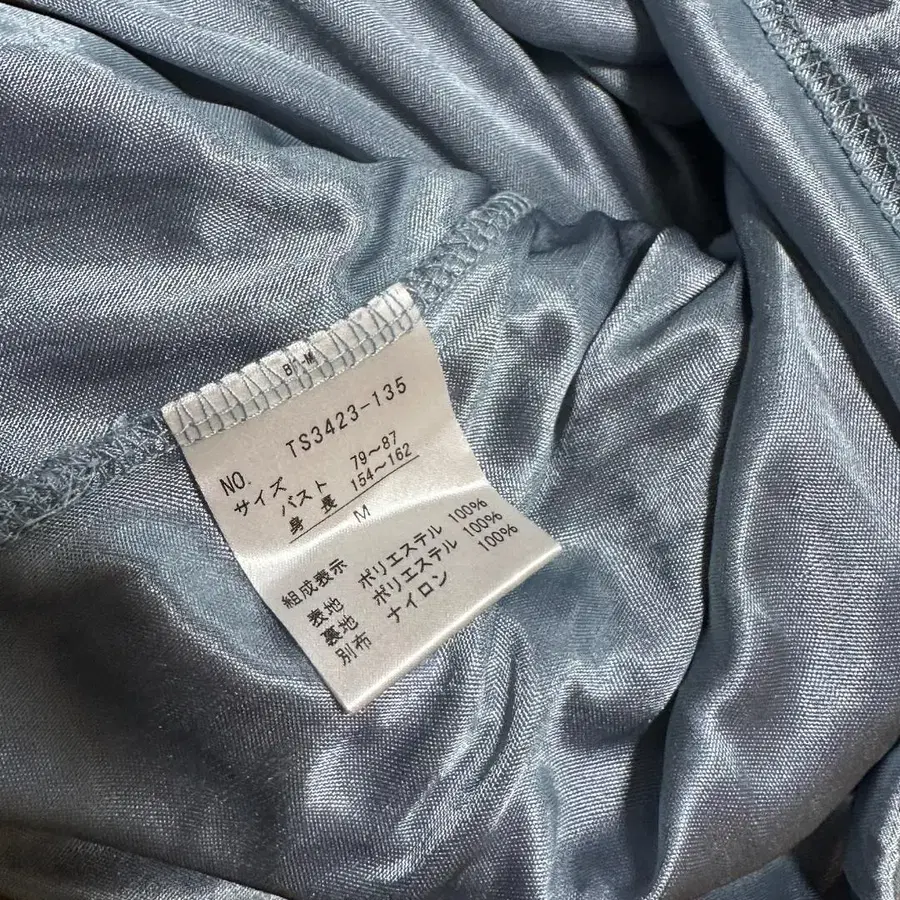 NO. TS3423-135
サイズ
バスト 79〜87
身長 154〜162
M
組成表示
表地 ポリエステル 100%
裏地 ポリエステル 100%
別布 ナイロン 100%